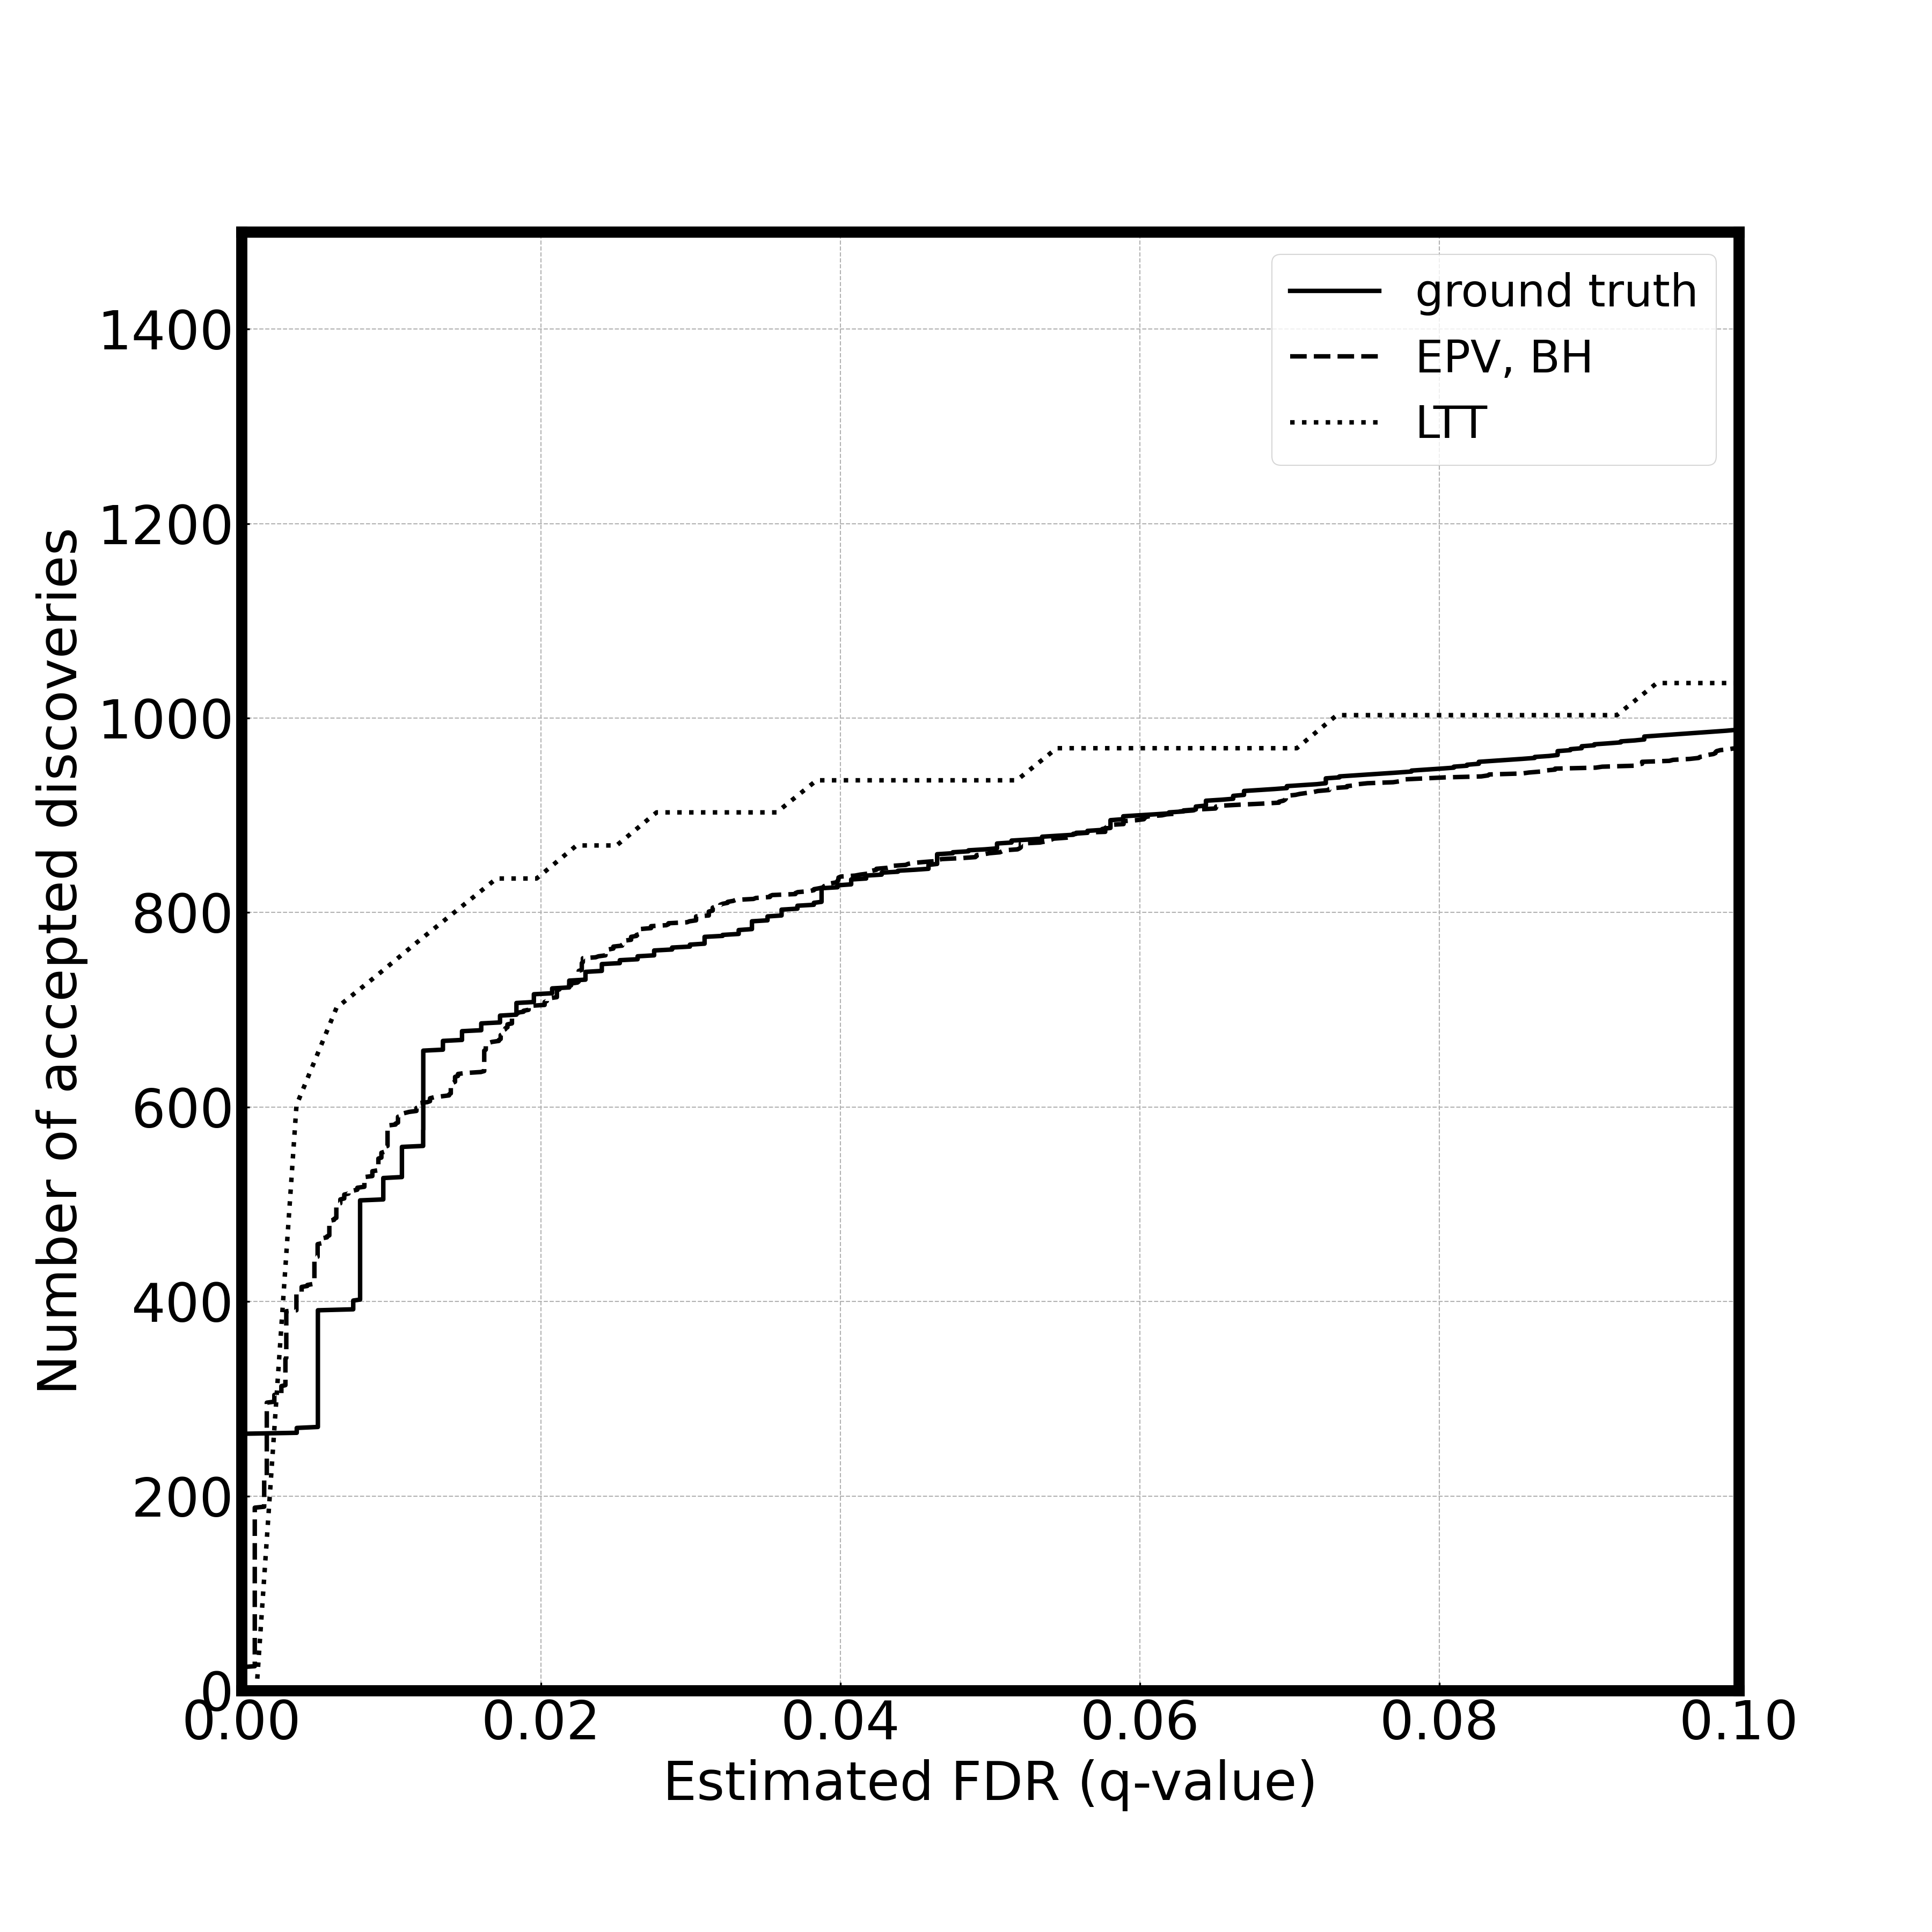 ground truth
EPV, BH
LTT
1400
1200
1000
800
600
400
200
0
Number of accepted discoveries
0.00 0.02 0.04 0.06 0.08 0.10
Estimated FDR (q-value)